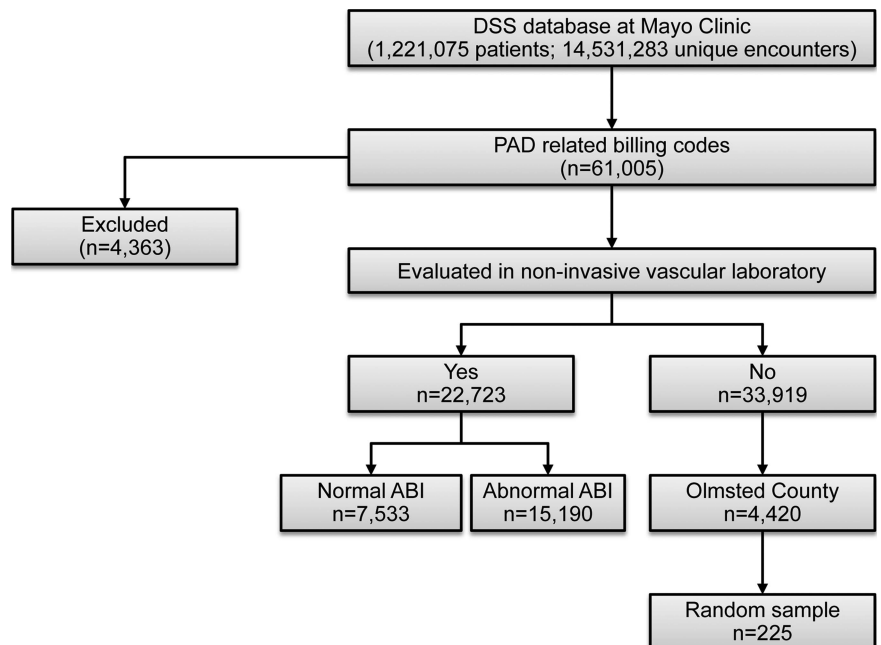 DSS database at Mayo Clinic
(1,221,075 patients; 14,531,283 unique encounters)
PAD related billing codes
(n=61,005)
Excluded
(n=4,363)
Evaluated in non-invasive vascular laboratory
Yes
n=22,723
No
n=33,919
Normal ABI
n=7,533
Abnormal ABI
n=15,190
Olmsted County
n=4,420
Random sample
n=225